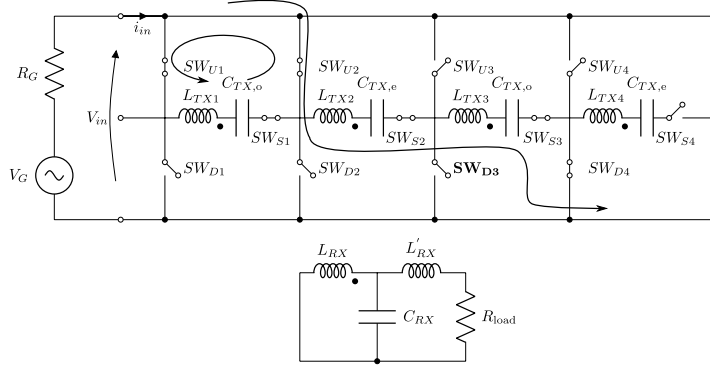 i_in
R_G
SW_U1
SW_U2
SW_U3
SW_U4
C_TX,o
C_TX,e
C_TX,o
C_TX,e
L_TX1
L_TX2
L_TX3
L_TX4
V_in
SW_S1
SW_S2
SW_S3
SW_S4
V_G
SW_D1
SW_D2
SW_D3
SW_D4
L_RX
L'_RX
C_RX
R_load